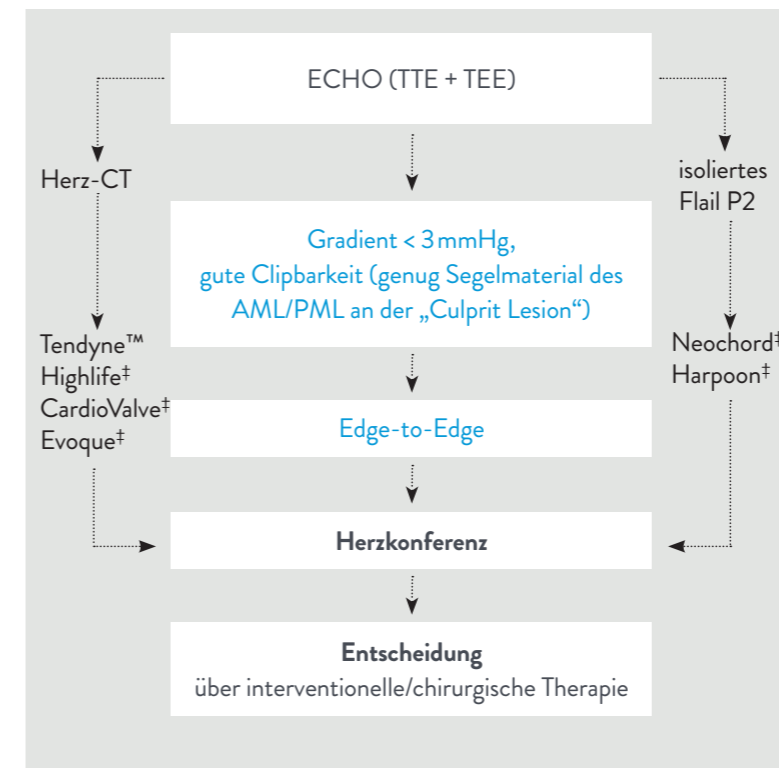 ECHO (TTE + TEE)
Herz-CT
isoliertes
Flail P2
Gradient < 3 mmHg,
gute Clipbarkeit (genug Segelmaterial des
AML/PML an der „Culprit Lesion“)
Tendyne™
Highlife‡
CardioValve‡
Evoque‡
Neochord‡
Harpoon‡
Edge-to-Edge
Herzkonferenz
Entscheidung
über interventionelle/chirurgische Therapie